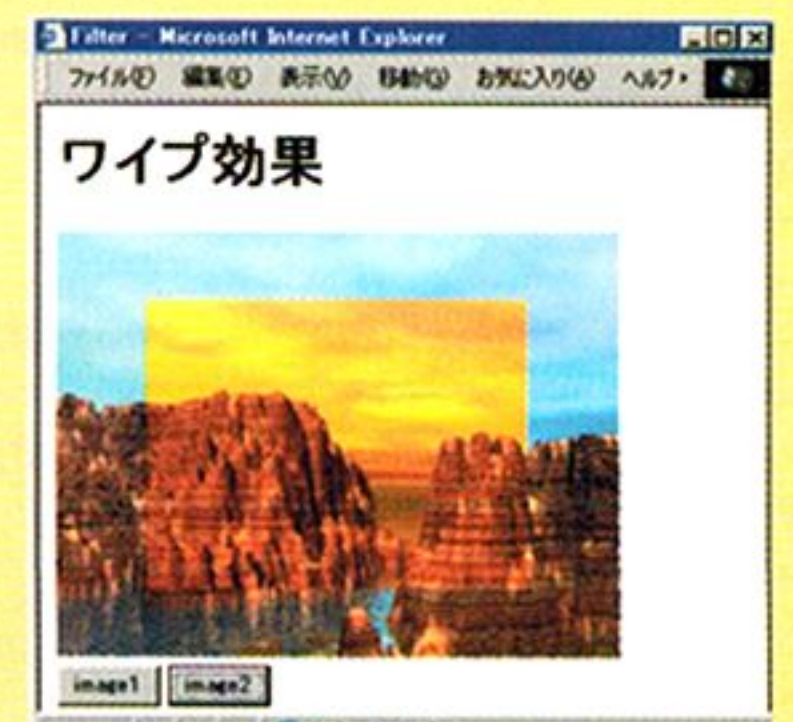 Filter - Microsoft Internet Explorer
ファイル(F) 編集(E) 表示(V) 移動(G) お気に入り(A) ヘルプ
ワイプ効果
image1 image2